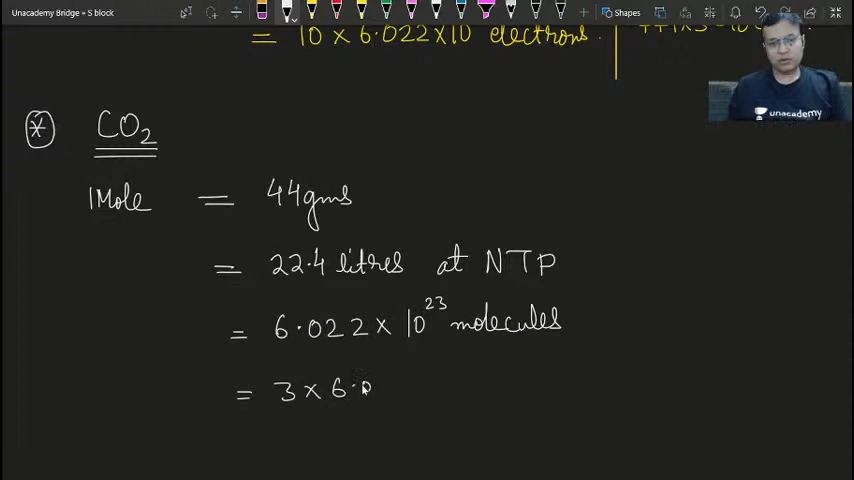 Unacademy Bridge + S block
Shapes
= 10 × 6.022×10 electrons.
unacademy
* CO2
1Mole = 44gms
= 22.4 litres at NTP
= 6.022 × 10^23 molecules
= 3 × 6.0